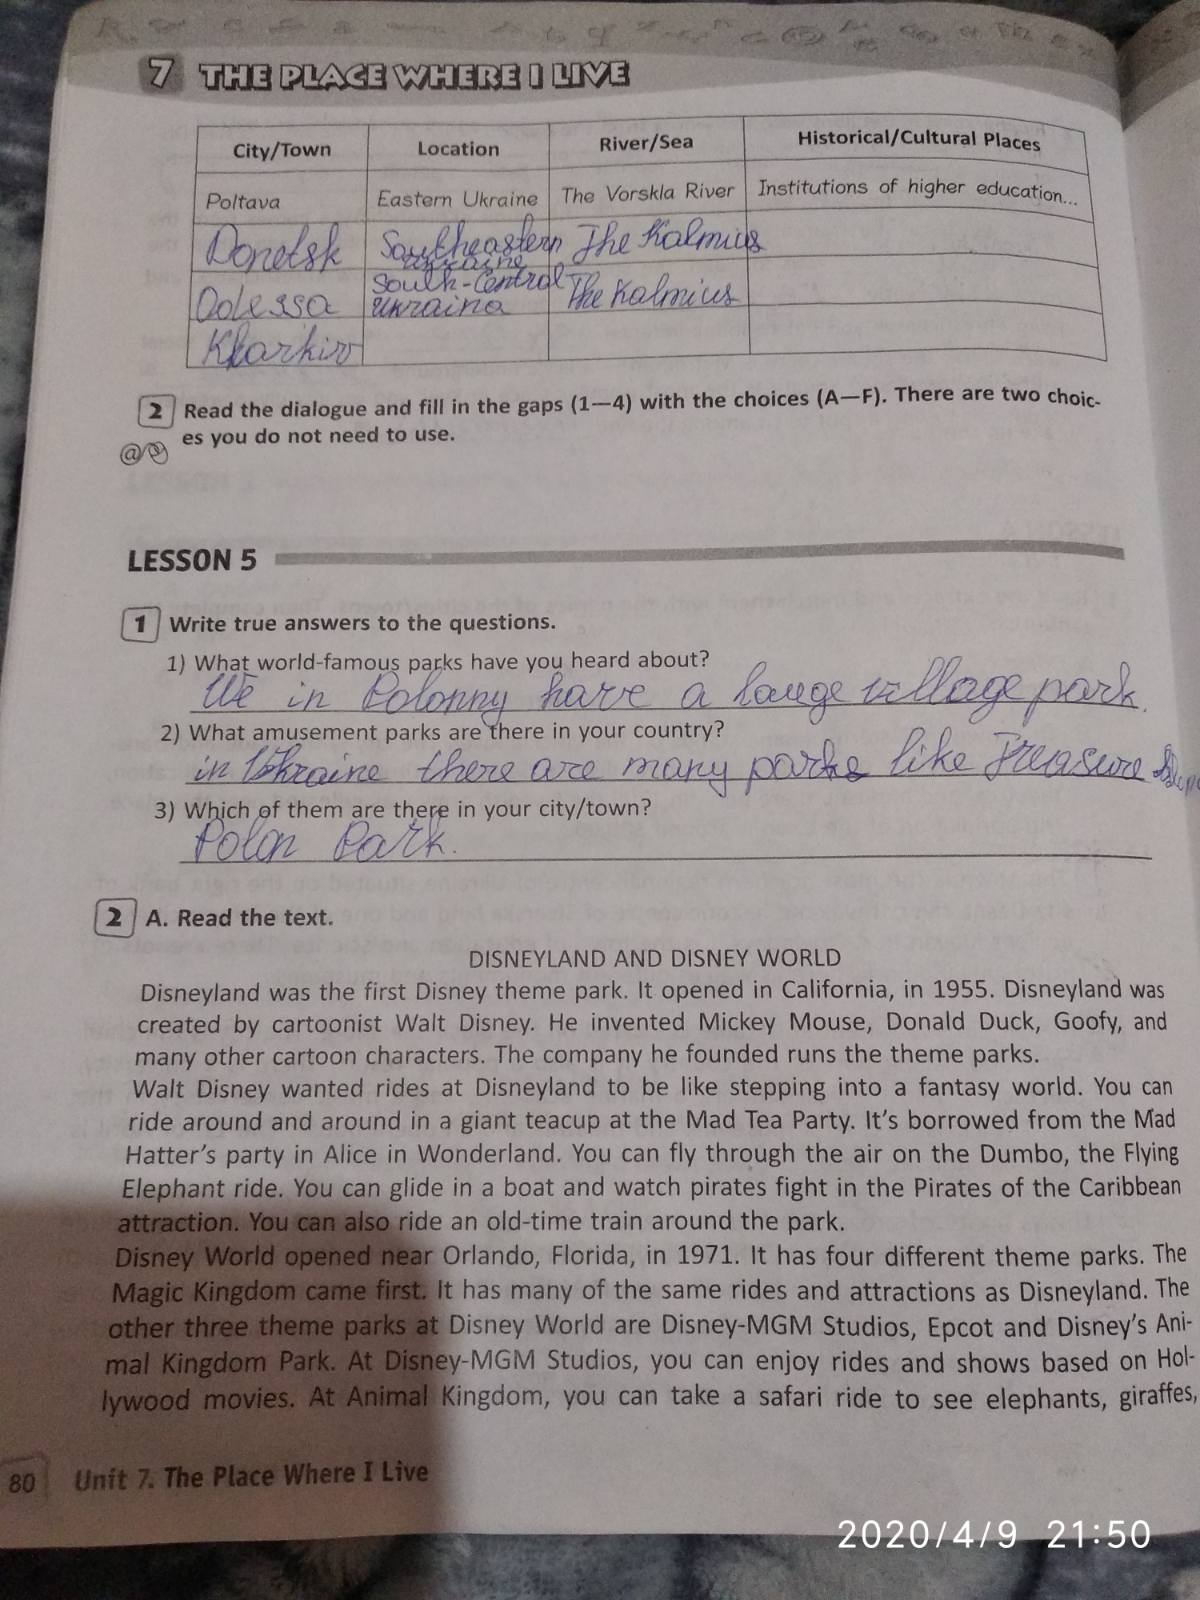 7 THE PLACE WHERE I LIVE
City/Town Location River/Sea Historical/Cultural Places
Poltava Eastern Ukraine The Vorskla River Institutions of higher education...
Donetsk Southeastern Ukraine The Kalmius
Odessa South-Central Ukraina The Kalmius
Kharkiv
2 Read the dialogue and fill in the gaps (1—4) with the choices (A—F). There are two choic-
es you do not need to use.
LESSON 5
1 Write true answers to the questions.
1) What world-famous parks have you heard about?
We in Polonny have a lauge village park.
2) What amusement parks are there in your country?
in Ukraine there are many parks like Treasure
3) Which of them are there in your city/town?
Polon Park.
2 A. Read the text.
DISNEYLAND AND DISNEY WORLD
Disneyland was the first Disney theme park. It opened in California, in 1955. Disneyland was
created by cartoonist Walt Disney. He invented Mickey Mouse, Donald Duck, Goofy, and
many other cartoon characters. The company he founded runs the theme parks.
Walt Disney wanted rides at Disneyland to be like stepping into a fantasy world. You can
ride around and around in a giant teacup at the Mad Tea Party. It's borrowed from the Mad
Hatter's party in Alice in Wonderland. You can fly through the air on the Dumbo, the Flying
Elephant ride. You can glide in a boat and watch pirates fight in the Pirates of the Caribbean
attraction. You can also ride an old-time train around the park.
Disney World opened near Orlando, Florida, in 1971. It has four different theme parks. The
Magic Kingdom came first. It has many of the same rides and attractions as Disneyland. The
other three theme parks at Disney World are Disney-MGM Studios, Epcot and Disney's Ani-
mal Kingdom Park. At Disney-MGM Studios, you can enjoy rides and shows based on Hol-
lywood movies. At Animal Kingdom, you can take a safari ride to see elephants, giraffes,
80 Unit 7. The Place Where I Live
2020/4/9 21:50